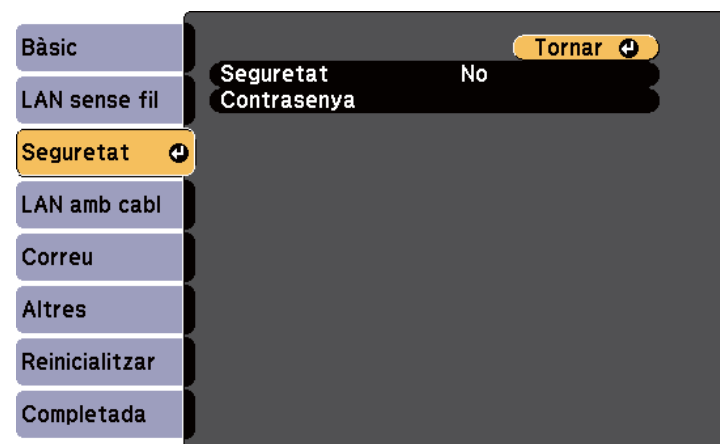 Bàsic
LAN sense fil
Seguretat
LAN amb cabl
Correu
Altres
Reinicialitzar
Completada
Tornar
Seguretat No
Contrasenya